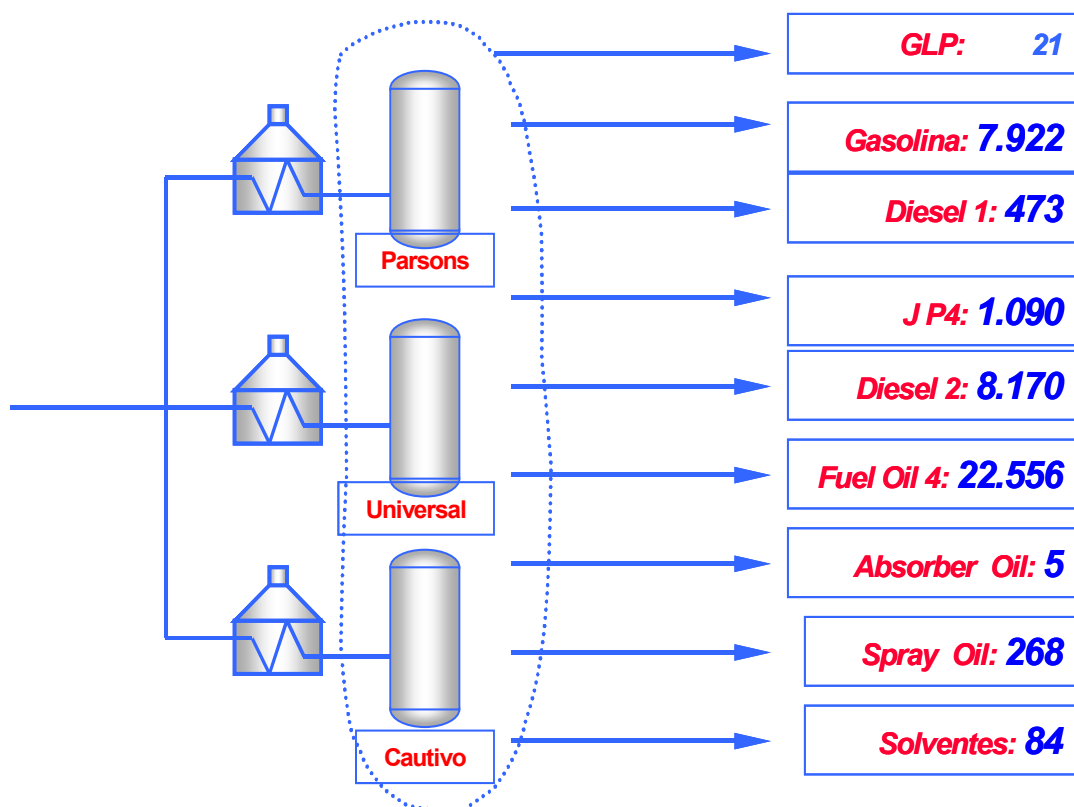 GLP: 21
Gasolina: 7.922
Diesel 1: 473
Parsons
J P4: 1.090
Diesel 2: 8.170
Fuel Oil 4: 22.556
Universal
Absorber Oil: 5
Spray Oil: 268
Solventes: 84
Cautivo